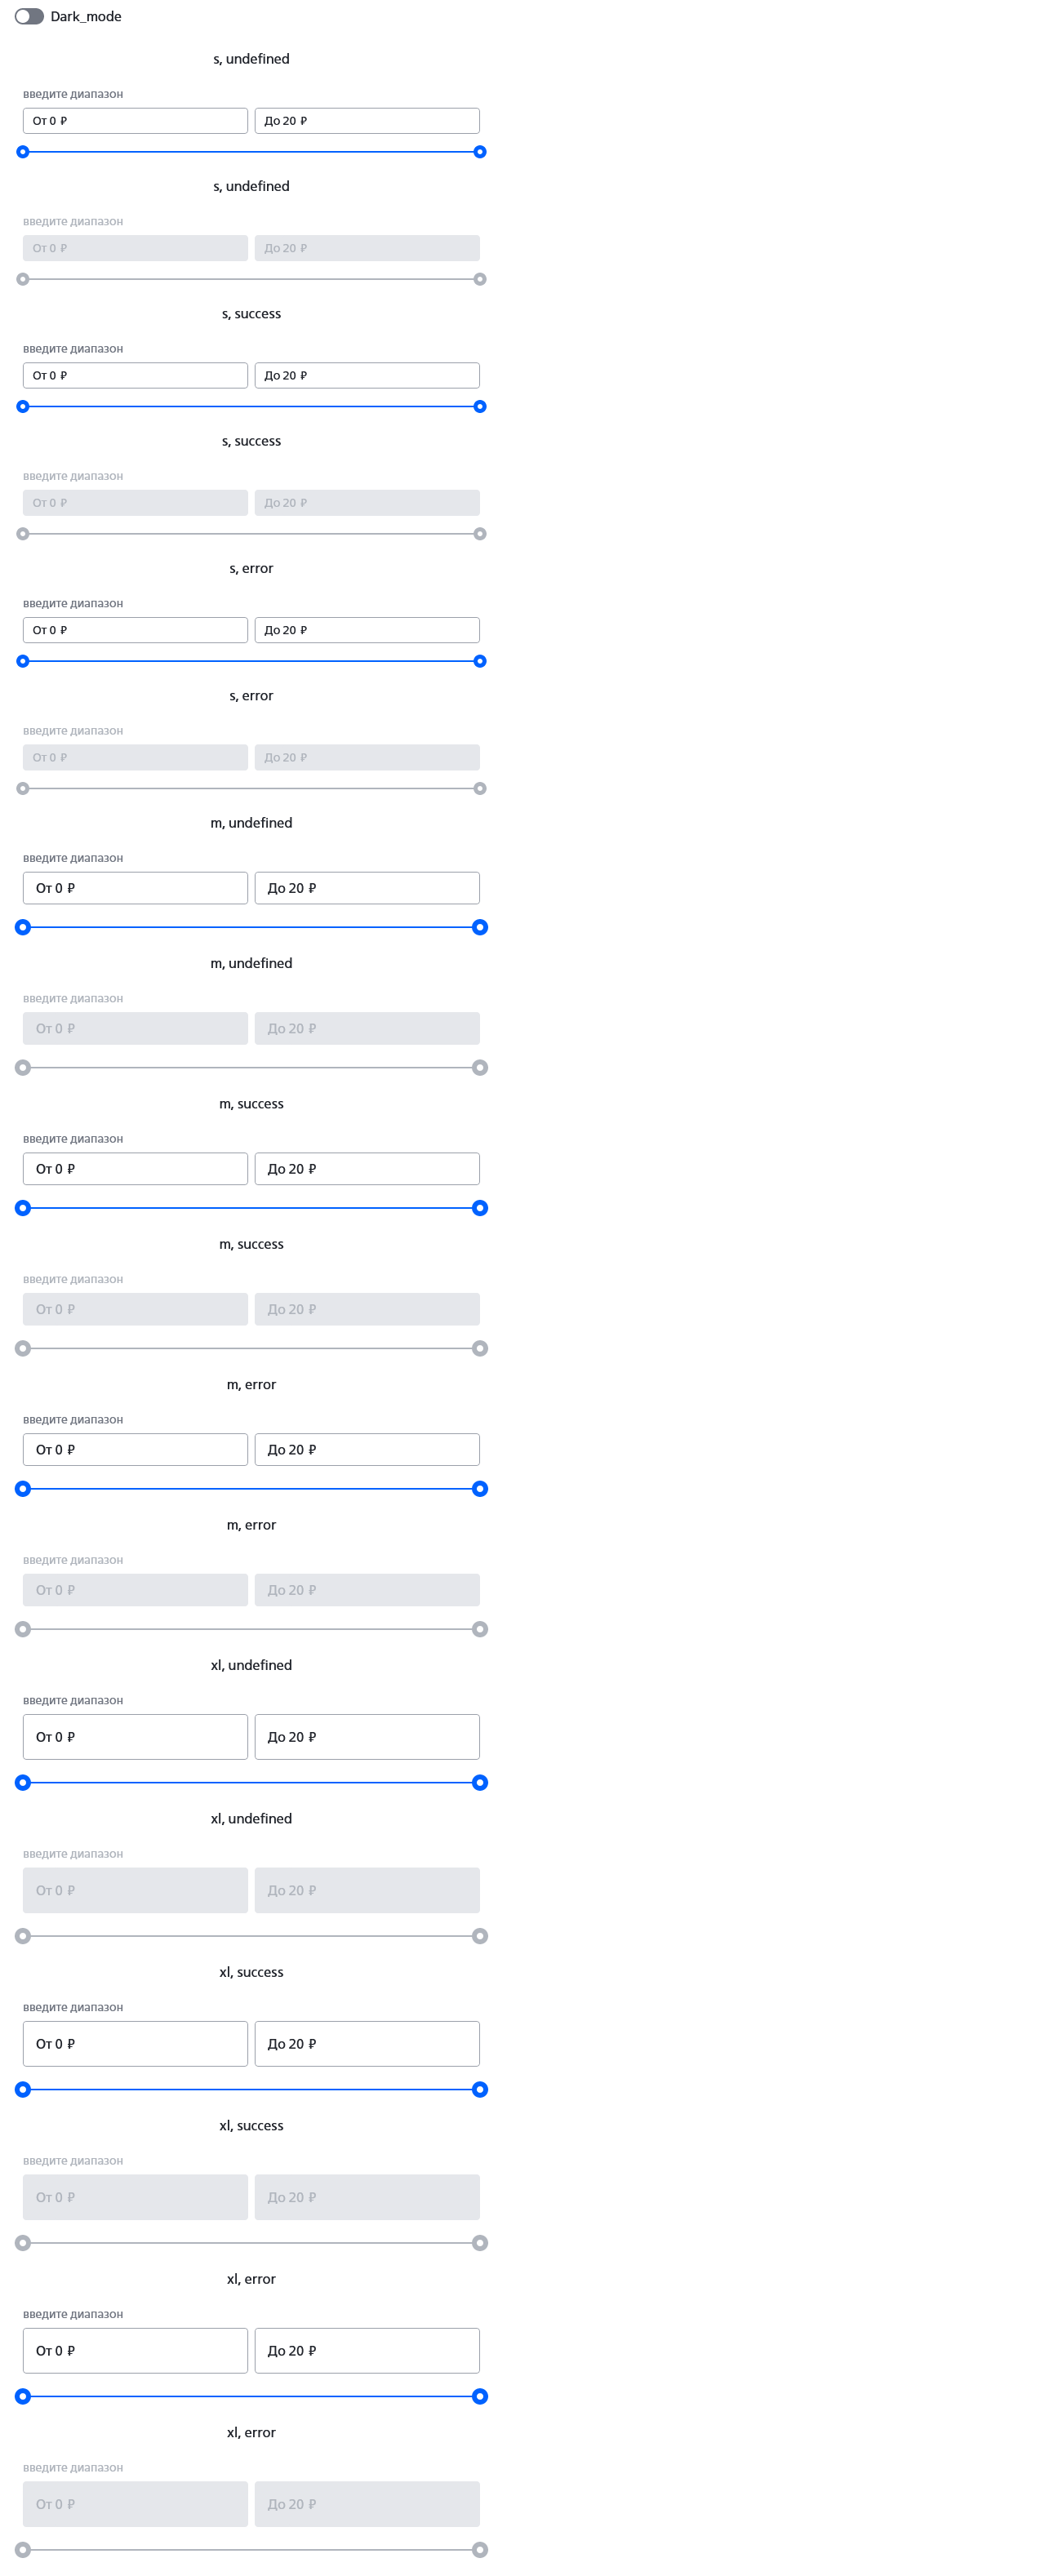 Dark_mode
s, undefined
введите диапазон
От 0 ₽ До 20 ₽
s, undefined
введите диапазон
От 0 ₽ До 20 ₽
s, success
введите диапазон
От 0 ₽ До 20 ₽
s, success
введите диапазон
От 0 ₽ До 20 ₽
s, error
введите диапазон
От 0 ₽ До 20 ₽
s, error
введите диапазон
От 0 ₽ До 20 ₽
m, undefined
введите диапазон
От 0 ₽ До 20 ₽
m, undefined
введите диапазон
От 0 ₽ До 20 ₽
m, success
введите диапазон
От 0 ₽ До 20 ₽
m, success
введите диапазон
От 0 ₽ До 20 ₽
m, error
введите диапазон
От 0 ₽ До 20 ₽
m, error
введите диапазон
От 0 ₽ До 20 ₽
xl, undefined
введите диапазон
От 0 ₽ До 20 ₽
xl, undefined
введите диапазон
От 0 ₽ До 20 ₽
xl, success
введите диапазон
От 0 ₽ До 20 ₽
xl, success
введите диапазон
От 0 ₽ До 20 ₽
xl, error
введите диапазон
От 0 ₽ До 20 ₽
xl, error
введите диапазон
От 0 ₽ До 20 ₽